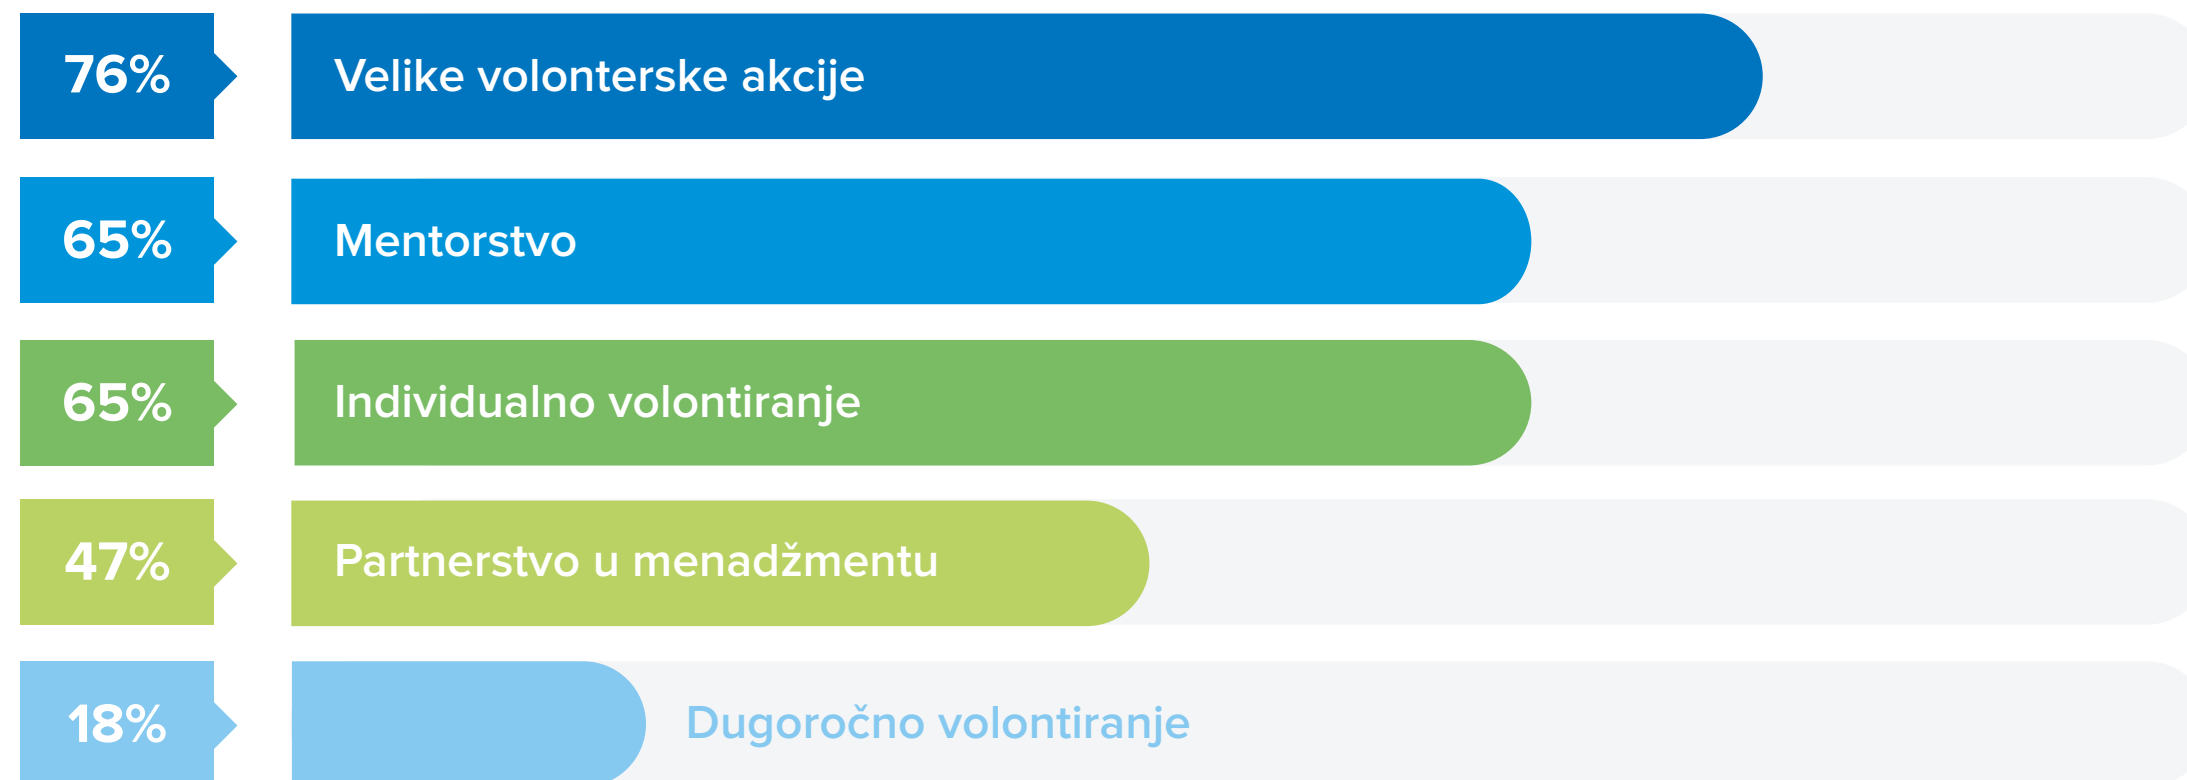 76% Velike volonterske akcije
65% Mentorstvo
65% Individualno volontiranje
47% Partnerstvo u menadžmentu
18% Dugoročno volontiranje